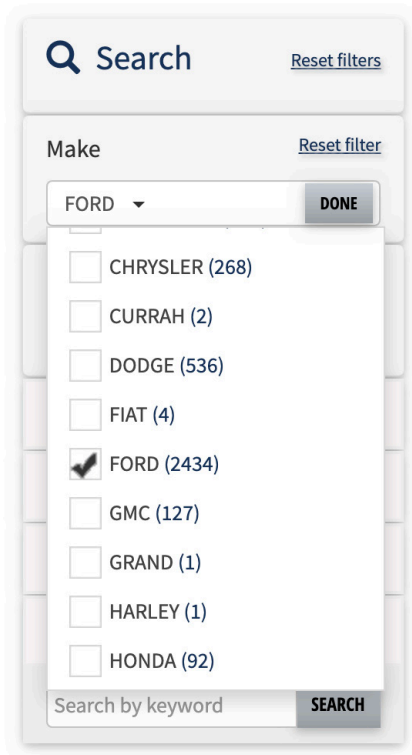 Search
Reset filters
Make
Reset filter
FORD
DONE
CHRYSLER (268)
CURRAH (2)
DODGE (536)
FIAT (4)
FORD (2434)
GMC (127)
GRAND (1)
HARLEY (1)
HONDA (92)
Search by keyword
SEARCH